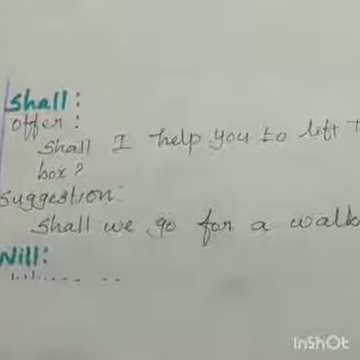 Shall:
offer:
Shall I help you to lift
box?
Suggestion:
Shall we go for a walk
Will:
InShOt